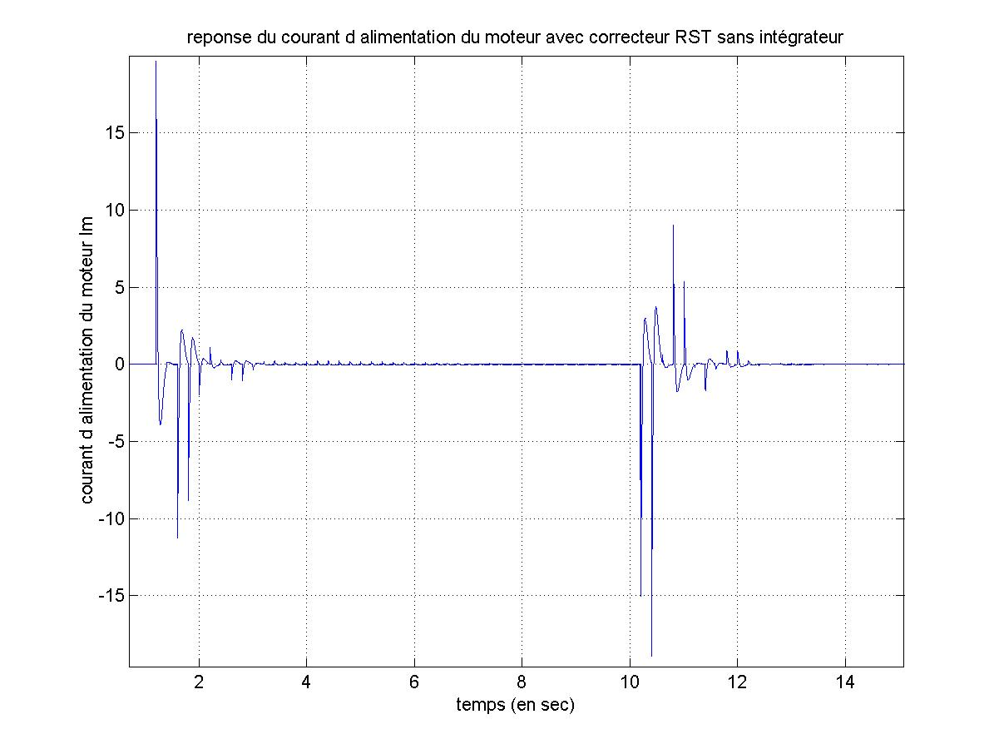 reponse du courant d alimentation du moteur avec correcteur RST sans intégrateur
courant d alimentation du moteur Im
15
10
5
0
-5
-10
-15
2 4 6 8 10 12 14
temps (en sec)